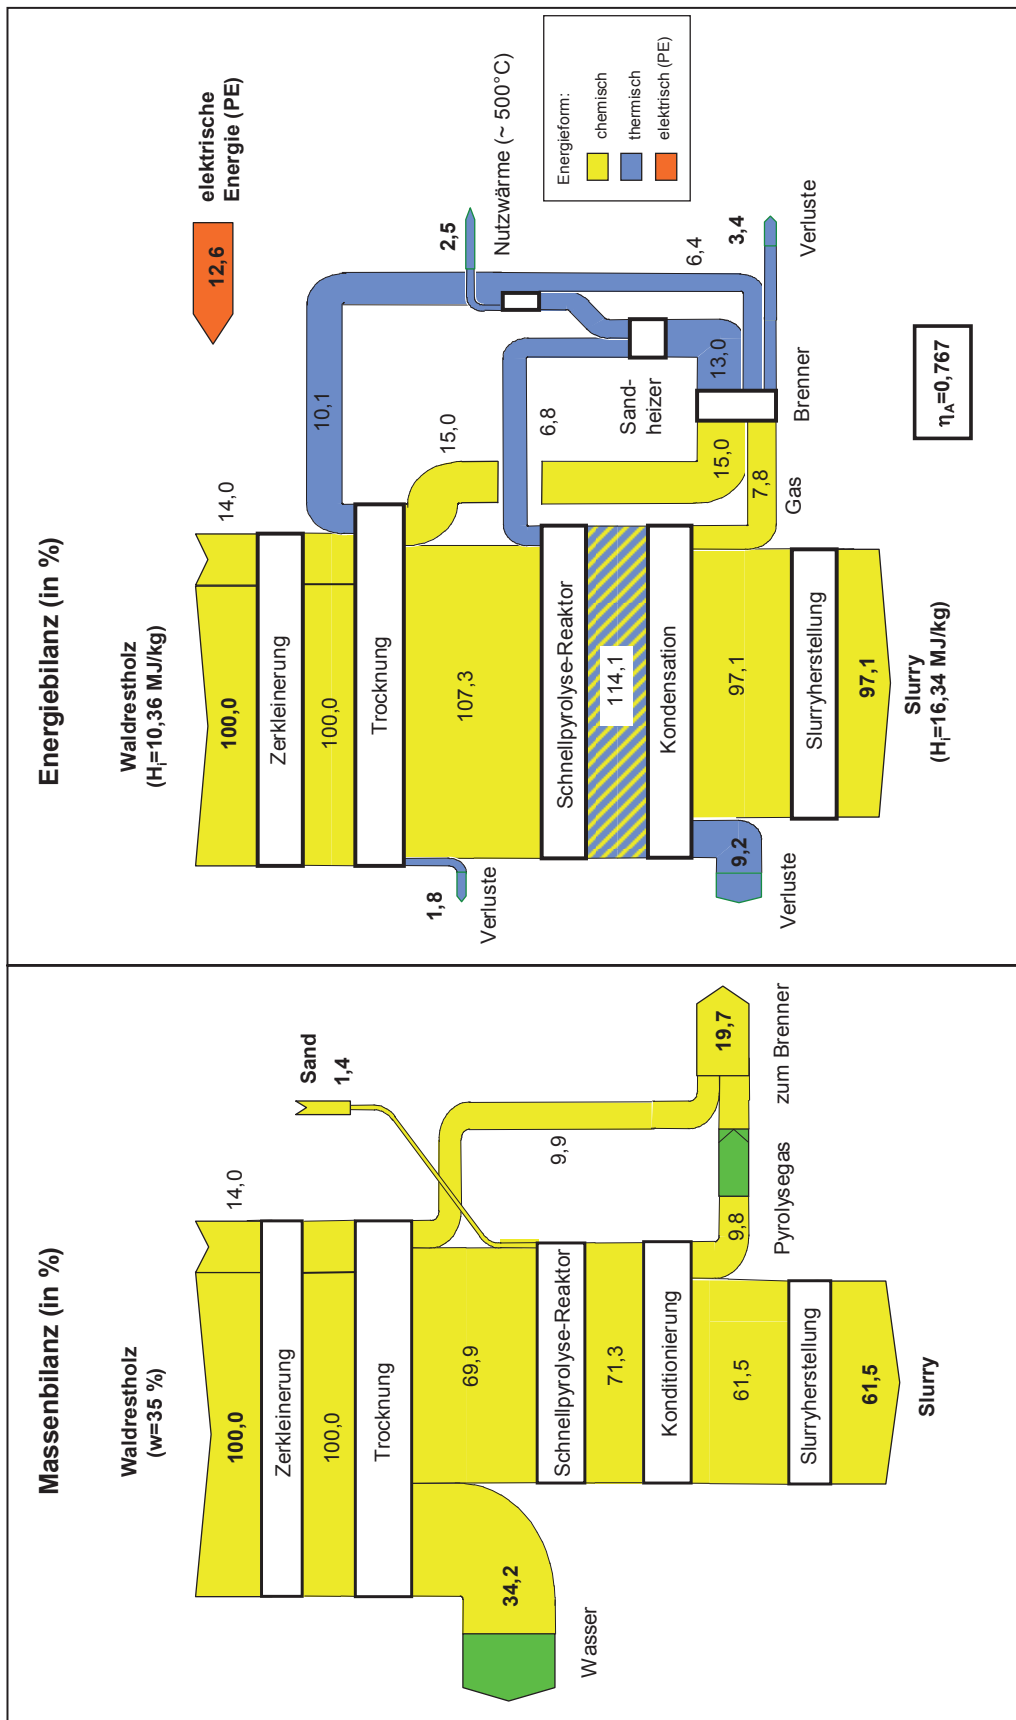 Massenbilanz (in %)
Waldrestholz
(w=35 %)
100,0
14,0
Zerkleinerung
100,0
Trocknung
Sand
1,4
34,2
Wasser
69,9
9,9
Schnellpyrolyse-Reaktor
71,3
Konditionierung
61,5
9,8
Pyrolysegas
19,7
zum Brenner
Slurryherstellung
61,5
Slurry
Energiebilanz (in %)
Waldrestholz
(Hi=10,36 MJ/kg)
elektrische
Energie (PE)
12,6
100,0
14,0
Zerkleinerung
100,0
10,1
Trocknung
1,8
Verluste
107,3
15,0
2,5
Nutzwärme (~ 500°C)
6,8
Schnellpyrolyse-Reaktor
114,1
Sand-
heizer
Kondensation
9,2
Verluste
97,1
15,0
13,0
6,4
7,8
3,4
Gas
Brenner
Verluste
Slurryherstellung
97,1
Slurry
(Hi=16,34 MJ/kg)
Energieform:
chemisch
thermisch
elektrisch (PE)
ηA=0,767